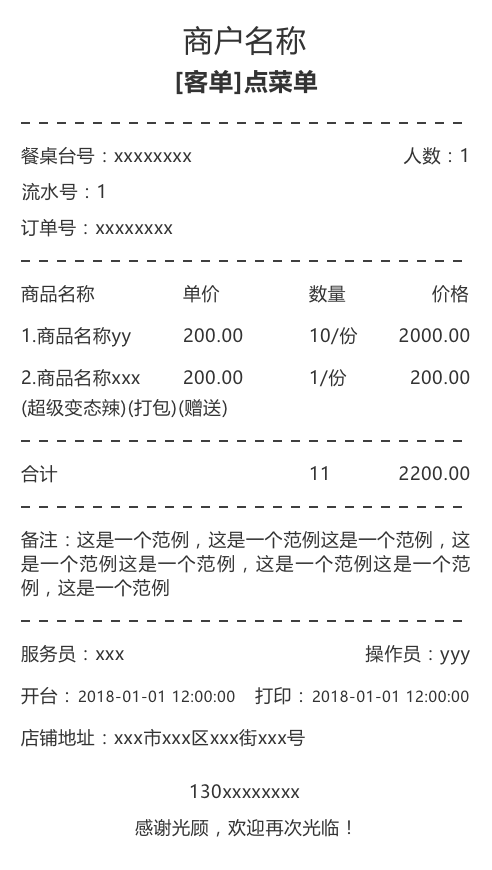 商户名称
[客单]点菜单
餐桌台号：xxxxxxxx 人数：1
流水号：1
订单号：xxxxxxxx
商品名称 单价 数量 价格
1.商品名称yy 200.00 10/份 2000.00
2.商品名称xxx 200.00 1/份 200.00
(超级变态辣)(打包)(赠送)
合计 11 2200.00
备注：这是一个范例，这是一个范例这是一个范例，这
是一个范例这是一个范例，这是一个范例这是一个范
例，这是一个范例
服务员：xxx 操作员：yyy
开台：2018-01-01 12:00:00 打印：2018-01-01 12:00:00
店铺地址：xxx市xxx区xxx街xxx号
130xxxxxxxx
感谢光顾，欢迎再次光临！